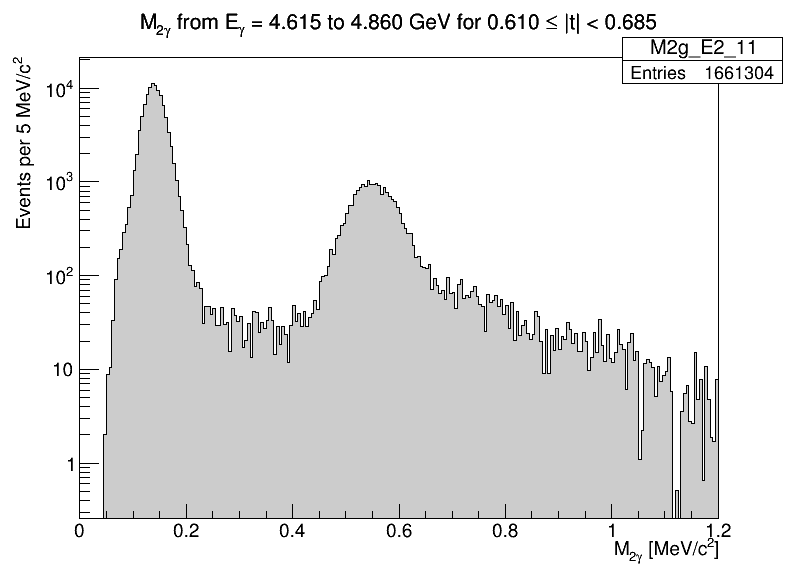 M2γ from Eγ = 4.615 to 4.860 GeV for 0.610 ≤ |t| < 0.685
M2g_E2_11
Entries 1661304
Events per 5 MeV/c²
10⁴
10³
10²
10
1
0 0.2 0.4 0.6 0.8 1 1.2
M2γ [MeV/c²]